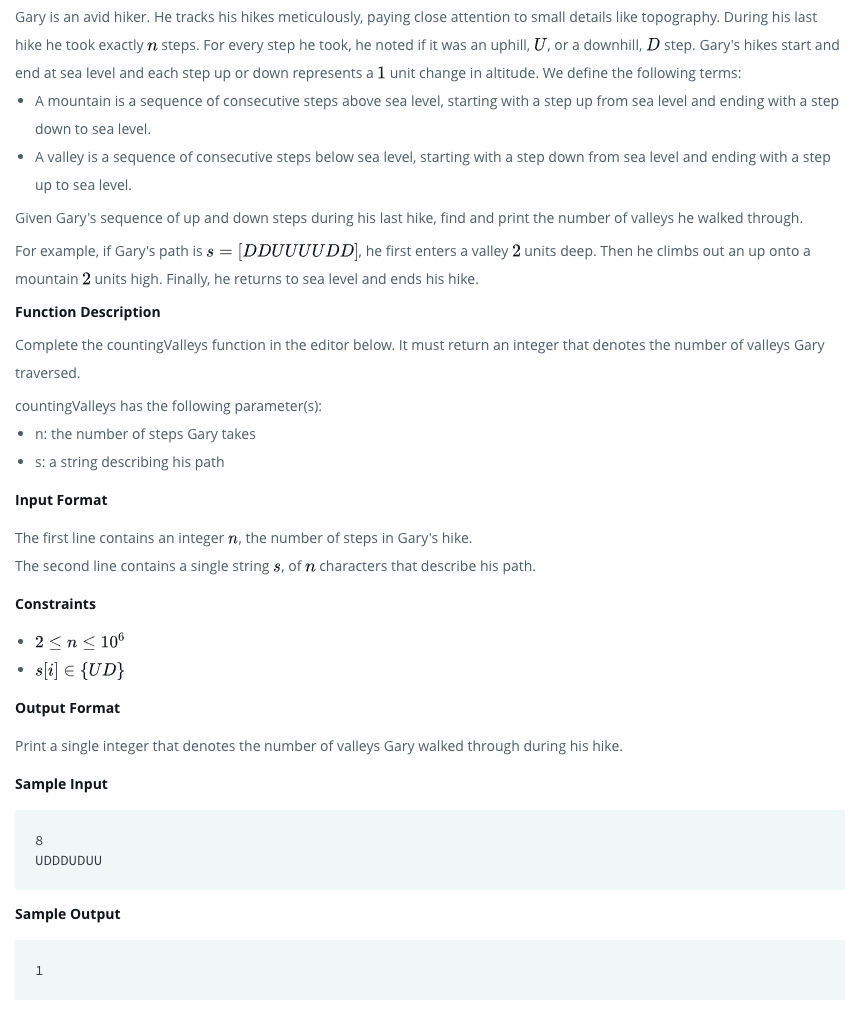 Gary is an avid hiker. He tracks his hikes meticulously, paying close attention to small details like topography. During his last
hike he took exactly n steps. For every step he took, he noted if it was an uphill, U, or a downhill, D step. Gary's hikes start and
end at sea level and each step up or down represents a 1 unit change in altitude. We define the following terms:
• A mountain is a sequence of consecutive steps above sea level, starting with a step up from sea level and ending with a step
down to sea level.
• A valley is a sequence of consecutive steps below sea level, starting with a step down from sea level and ending with a step
up to sea level.
Given Gary's sequence of up and down steps during his last hike, find and print the number of valleys he walked through.
For example, if Gary's path is s = [DDUUUUDD], he first enters a valley 2 units deep. Then he climbs out an up onto a
mountain 2 units high. Finally, he returns to sea level and ends his hike.
Function Description
Complete the countingValleys function in the editor below. It must return an integer that denotes the number of valleys Gary
traversed.
countingValleys has the following parameter(s):
• n: the number of steps Gary takes
• s: a string describing his path
Input Format
The first line contains an integer n, the number of steps in Gary's hike.
The second line contains a single string s, of n characters that describe his path.
Constraints
• 2 ≤ n ≤ 10⁶
• s[i] ∈ {UD}
Output Format
Print a single integer that denotes the number of valleys Gary walked through during his hike.
Sample Input
8
UDDDUDUU
Sample Output
1